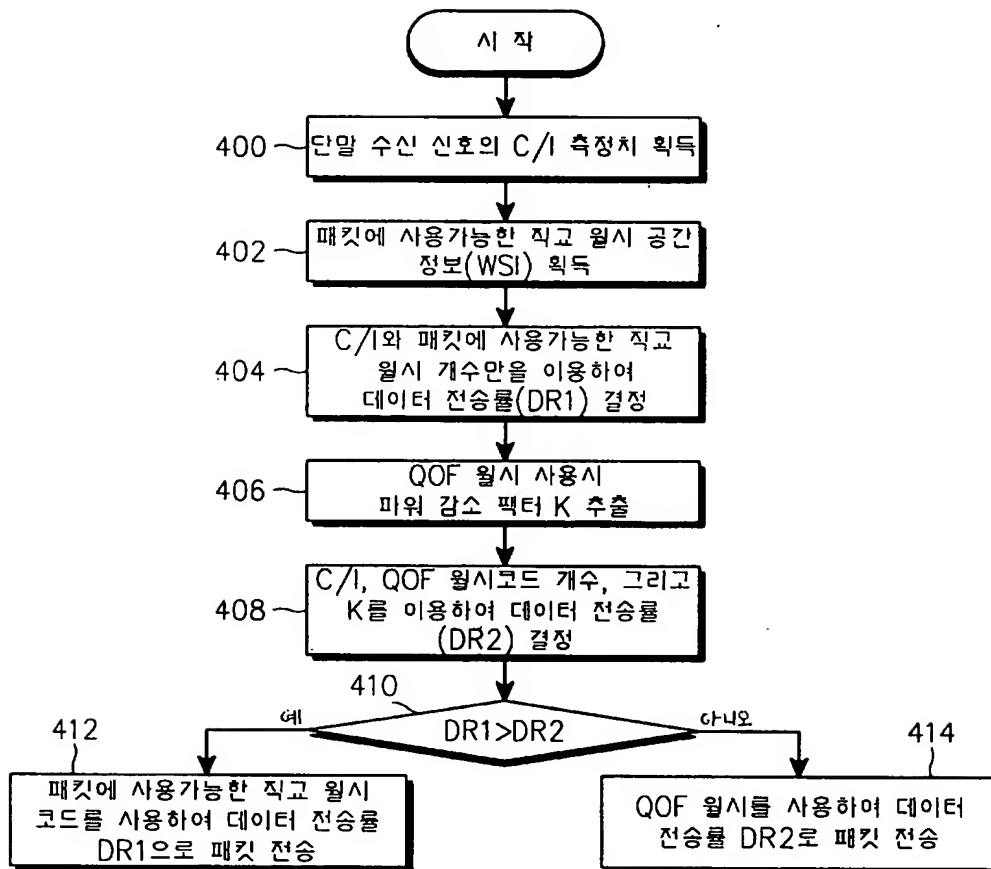 시 작
400
단말 수신 신호의 C/I 측정치 획득
402
패킷에 사용가능한 직교 월시 공간
정보(WSI) 획득
404
C/I와 패킷에 사용가능한 직교
월시 개수만을 이용하여
데이터 전송률(DR1) 결정
406
QOF 월시 사용시
파워 감소 팩터 K 추출
408
C/I, QOF 월시코드 개수, 그리고
K를 이용하여 데이터 전송률
(DR2) 결정
410
예
DR1>DR2
아니오
412
패킷에 사용가능한 직교 월시
코드를 사용하여 데이터 전송률
DR1으로 패킷 전송
414
QOF 월시를 사용하며 데이터
전송률 DR2로 패킷 전송